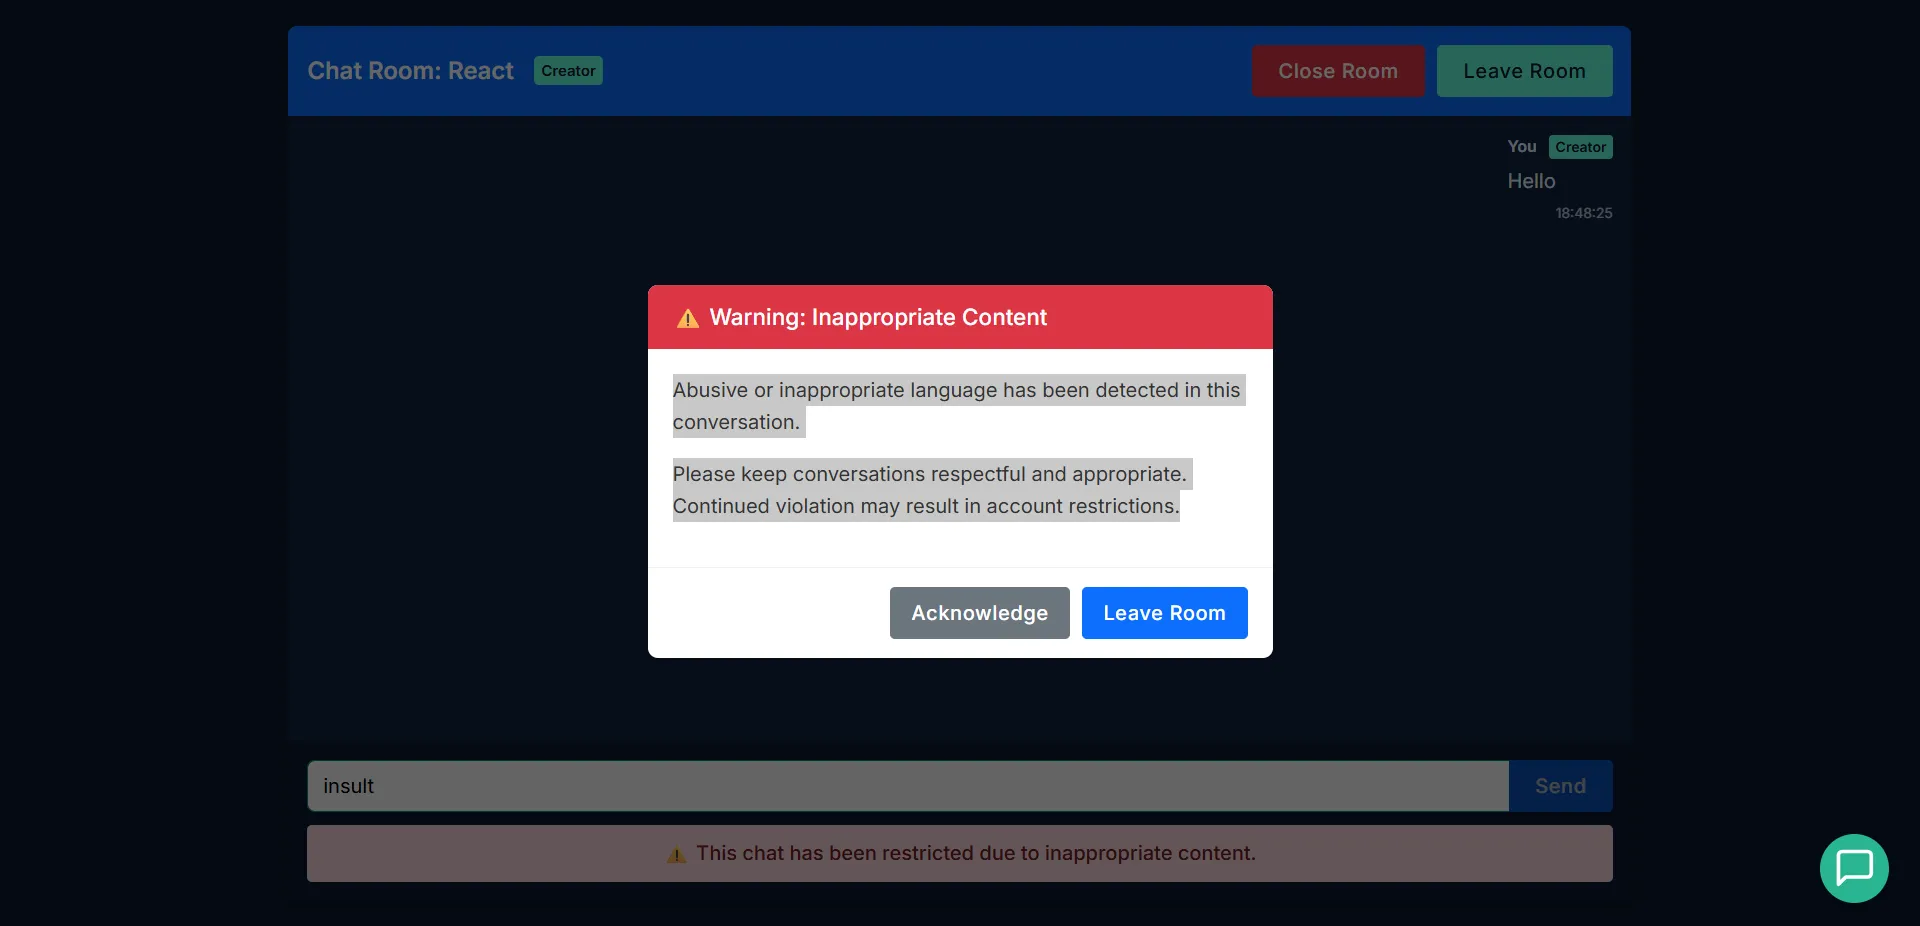 Chat Room: React Creator Close Room Leave Room
You Creator
Hello
18:48:25
Warning: Inappropriate Content
Abusive or inappropriate language has been detected in this
conversation.
Please keep conversations respectful and appropriate.
Continued violation may result in account restrictions.
Acknowledge Leave Room
insult Send
This chat has been restricted due to inappropriate content.